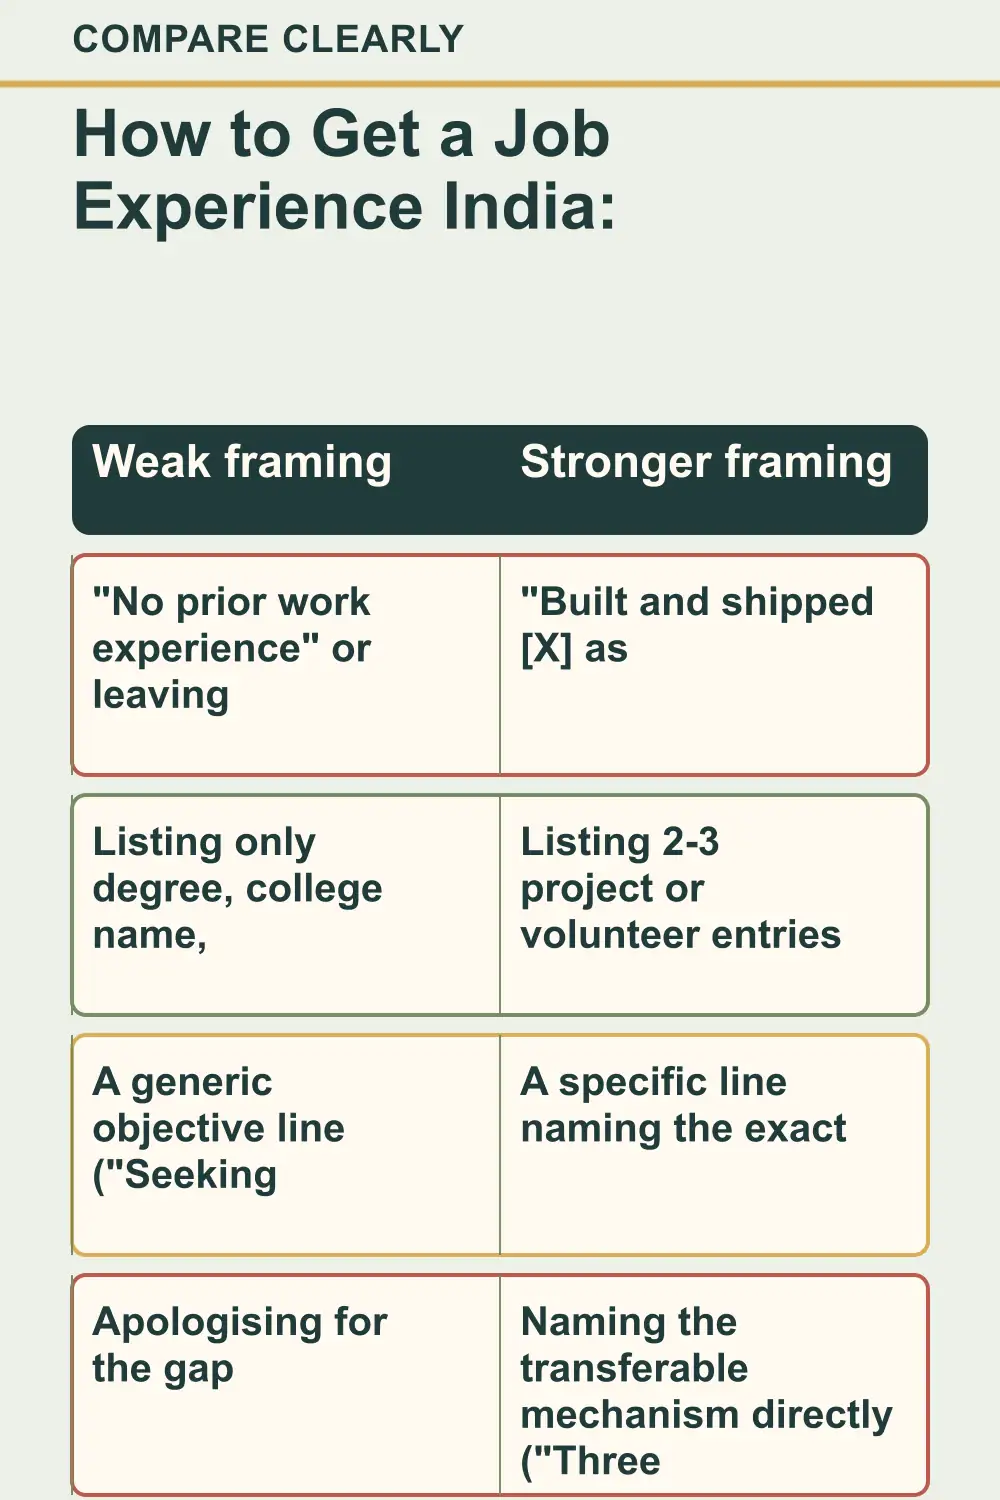 COMPARE CLEARLY
How to Get a Job
Experience India:
Weak framing
Stronger framing
"No prior work
experience" or
leaving
"Built and shipped
[X] as
Listing only
degree, college
name,
Listing 2-3
project or
volunteer entries
A generic
objective line
("Seeking
A specific line
naming the exact
Apologising for
the gap
Naming the
transferable
mechanism directly
("Three